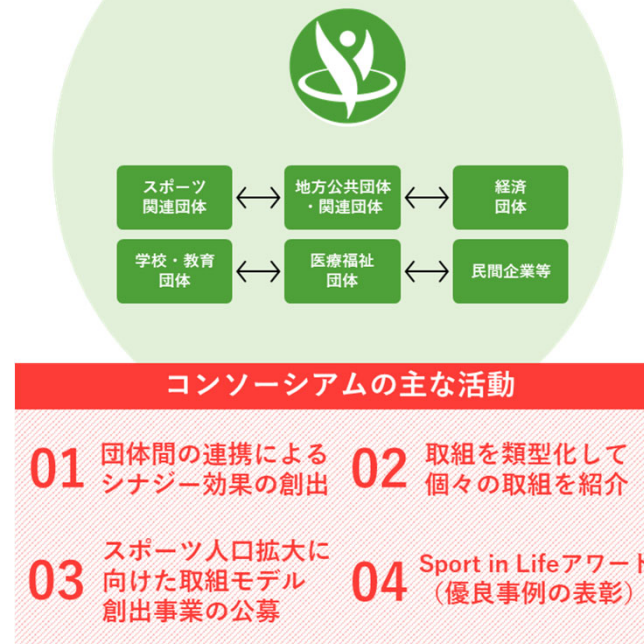 スポーツ
関連団体
地方公共団体
・関連団体
経済
団体
学校・教育
団体
医療福祉
団体
民間企業等
コンソーシアムの主な活動
01
団体間の連携による
シナジー効果の創出
02
取組を類型化して
個々の取組を紹介
03
スポーツ人口拡大に
向けた取組モデル
創出事業の公募
04
Sport in Lifeアワード
（優良事例の表彰）